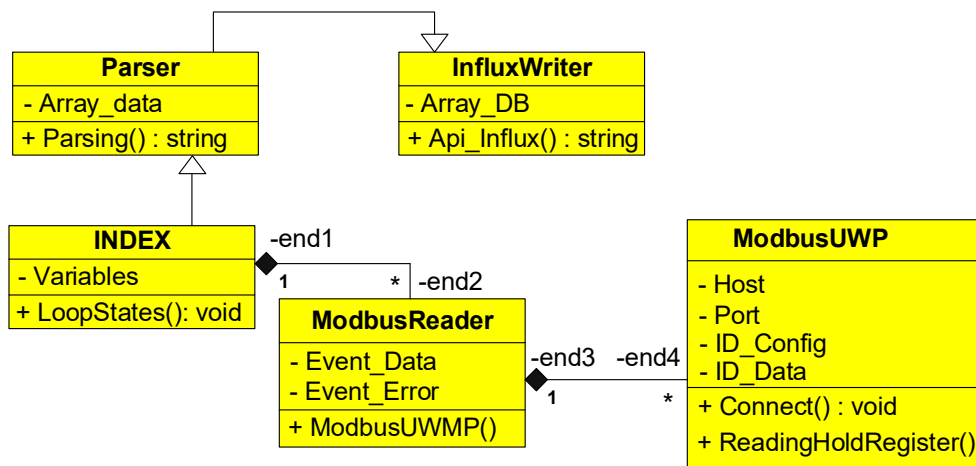 Parser
- Array_data
+ Parsing() : string
InfluxWriter
- Array_DB
+ Api_Influx() : string
INDEX
- Variables
+ LoopStates(): void
-end1
1
*
-end2
ModbusReader
- Event_Data
- Event_Error
+ ModbusUWMP()
-end3
1
-end4
*
ModbusUWP
- Host
- Port
- ID_Config
- ID_Data
+ Connect() : void
+ ReadingHoldRegister()